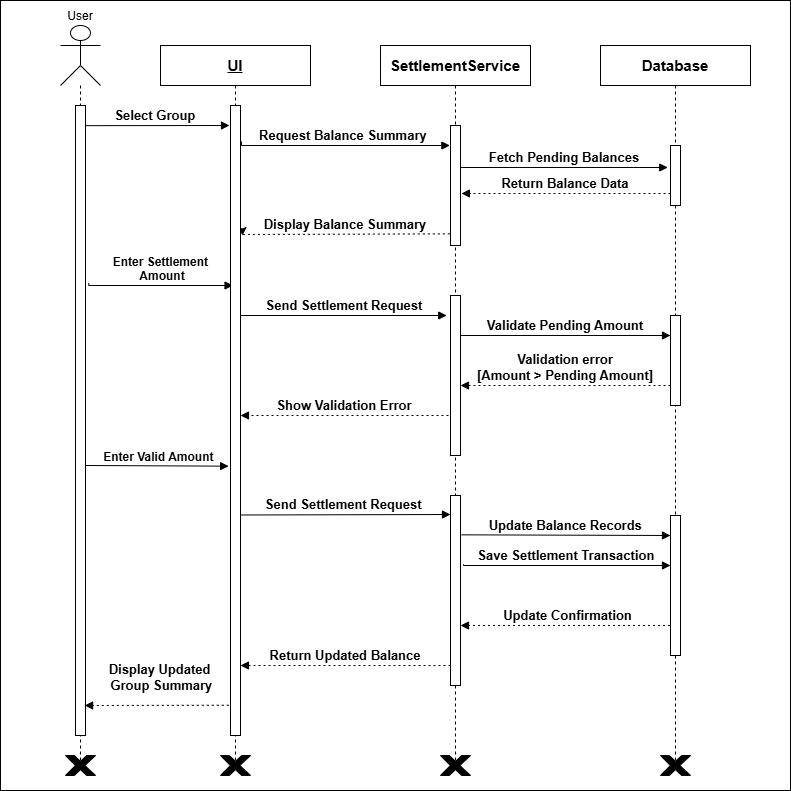 User
UI
SettlementService
Database
Select Group
Request Balance Summary
Fetch Pending Balances
Return Balance Data
Display Balance Summary
Enter Settlement
Amount
Send Settlement Request
Validate Pending Amount
Validation error
[Amount > Pending Amount]
Show Validation Error
Enter Valid Amount
Send Settlement Request
Update Balance Records
Save Settlement Transaction
Update Confirmation
Return Updated Balance
Display Updated
Group Summary